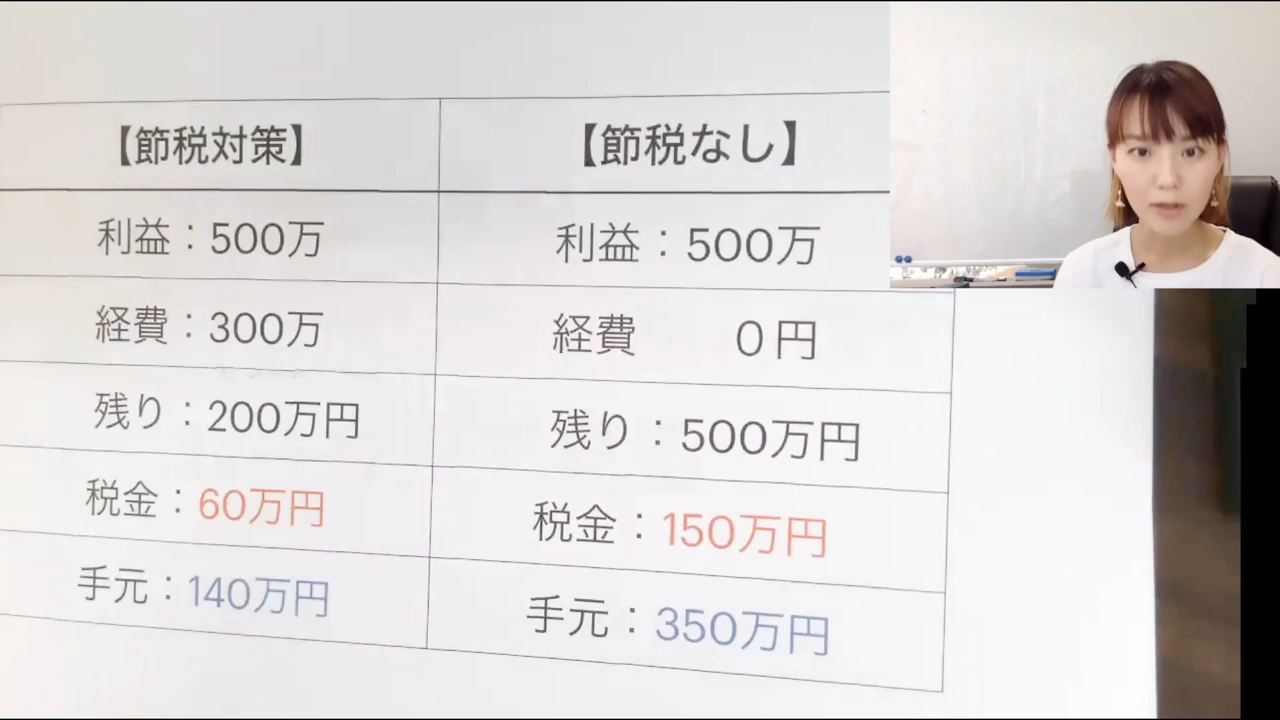 【節税対策】
【節税なし】
利益：500万
利益：500万
経費：300万
経費　0円
残り：200万円
残り：500万円
税金：60万円
税金：150万円
手元：140万円
手元：350万円